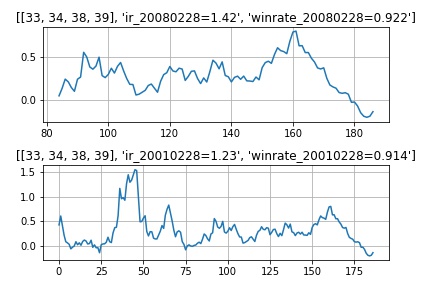 [[33, 34, 38, 39], 'ir_20080228=1.42', 'winrate_20080228=0.922']
0.5
0.0
80 100 120 140 160 180
[[33, 34, 38, 39], 'ir_20010228=1.23', 'winrate_20010228=0.914']
1.5
1.0
0.5
0.0
0 25 50 75 100 125 150 175